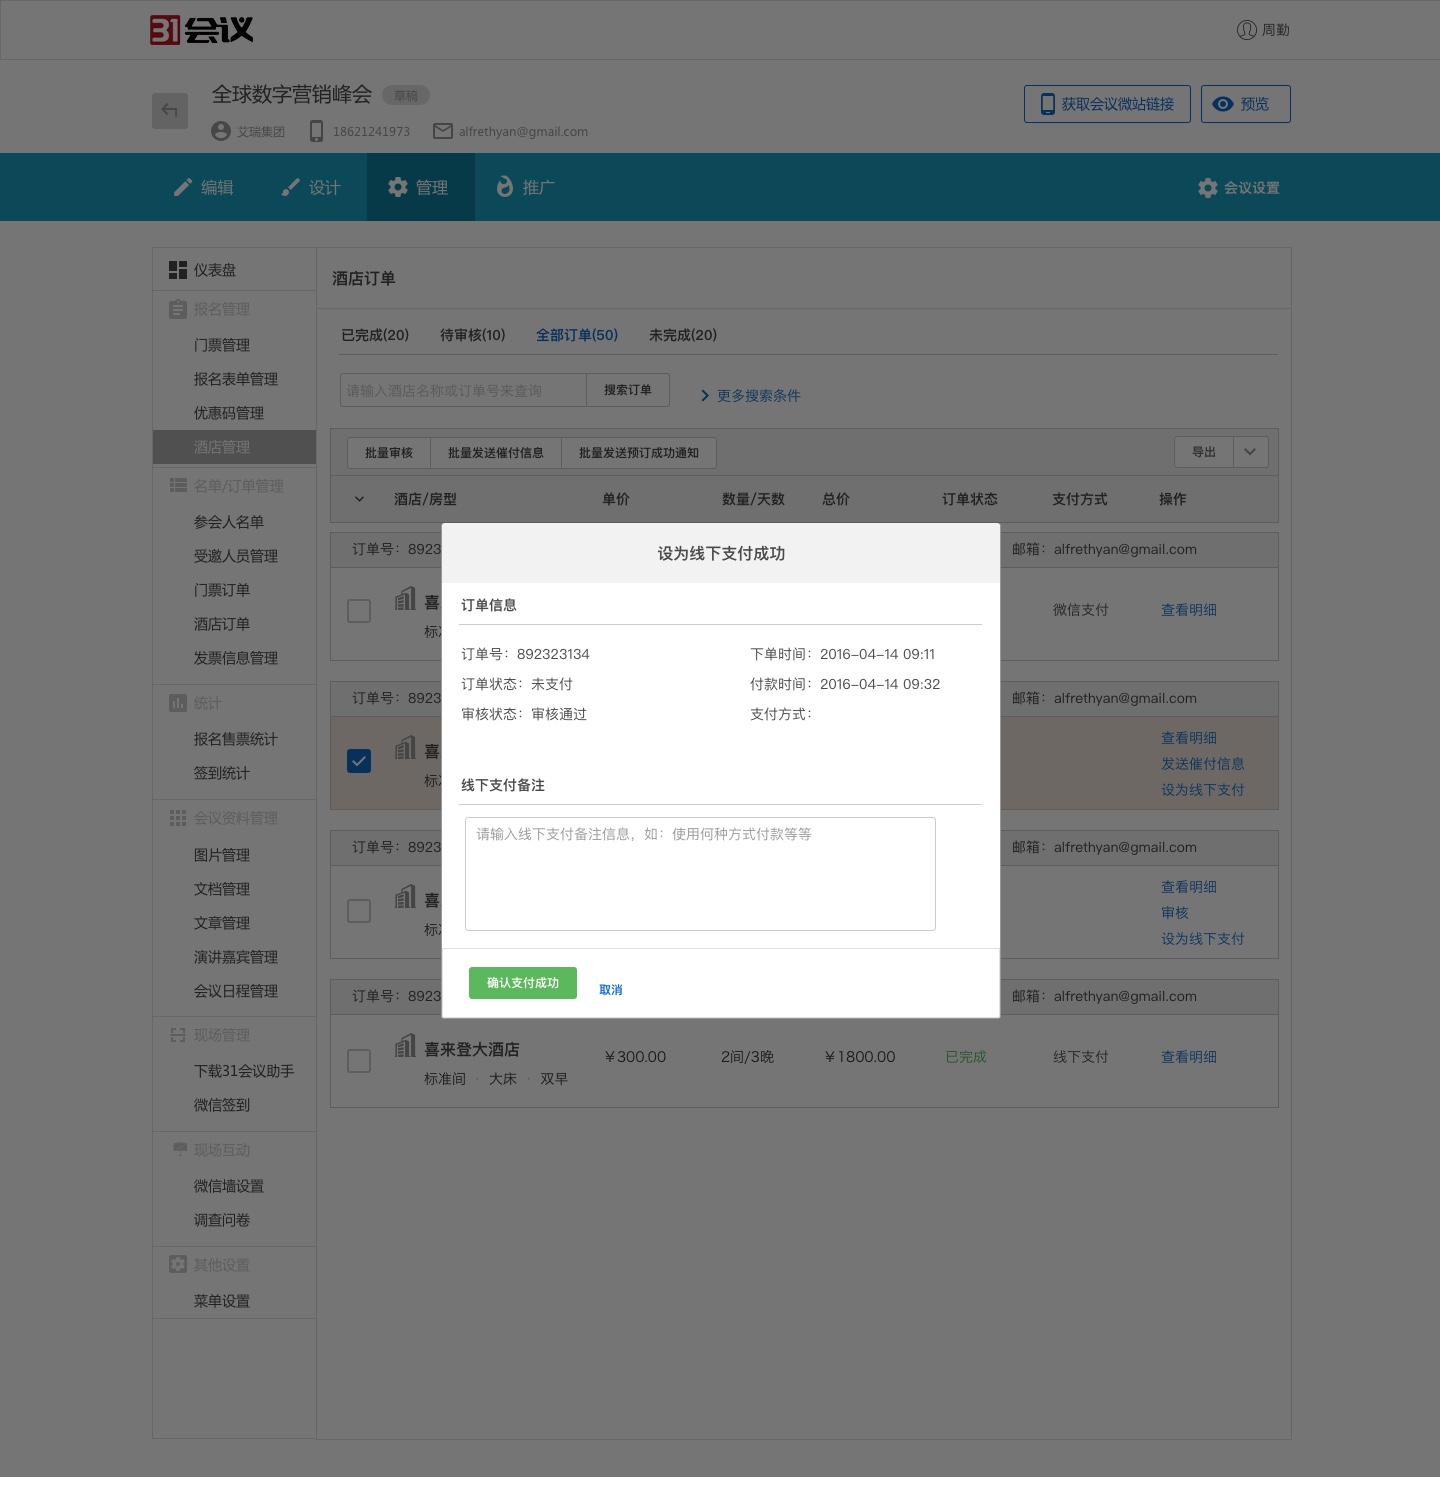 31会议
周勤
全球数字营销峰会 草稿
获取会议微站链接 预览
艾瑞集团 18621241973 alfrethyan@gmail.com
编辑 设计 管理 推广 会议设置
仪表盘
报名管理
门票管理
报名表单管理
优惠码管理
酒店管理
名单/订单管理
参会人名单
受邀人员管理
门票订单
酒店订单
发票信息管理
统计
报名售票统计
签到统计
会议资料管理
图片管理
文档管理
文章管理
演讲嘉宾管理
会议日程管理
现场管理
下载31会议助手
微信签到
现场互动
微信墙设置
调查问卷
其他设置
菜单设置
酒店订单
已完成(20) 待审核(10) 全部订单(50) 未完成(20)
请输入酒店名称或订单号来查询 搜索订单 更多搜索条件
批量审核 批量发送催付信息 批量发送预订成功通知 导出
酒店/房型 单价 数量/天数 总价 订单状态 支付方式 操作
订单号：8923 邮箱：alfrethyan@gmail.com
喜 微信支付 查看明细
标
订单号：8923 邮箱：alfrethyan@gmail.com
喜 查看明细
发送催付信息
标 设为线下支付
订单号：8923 邮箱：alfrethyan@gmail.com
喜 查看明细
审核
标 设为线下支付
订单号：8923 邮箱：alfrethyan@gmail.com
喜来登大酒店 ￥300.00 2间/3晚 ￥1800.00 已完成 线下支付 查看明细
标准间 · 大床 · 双早
设为线下支付成功
订单信息
订单号：892323134 下单时间：2016-04-14 09:11
订单状态：未支付 付款时间：2016-04-14 09:32
审核状态：审核通过 支付方式：
线下支付备注
请输入线下支付备注信息，如：使用何种方式付款等等
确认支付成功 取消